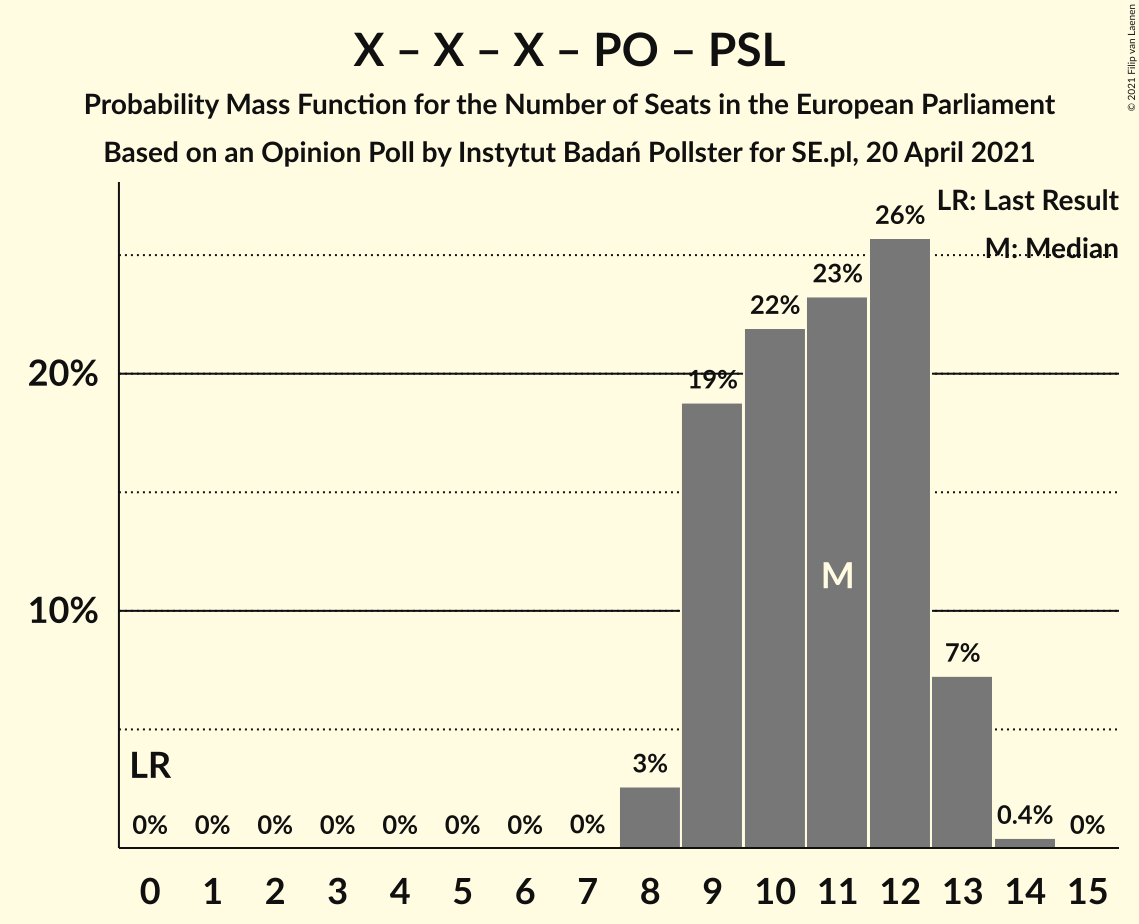 X – X – X – PO – PSL
Probability Mass Function for the Number of Seats in the European Parliament
Based on an Opinion Poll by Instytut Badań Pollster for SE.pl, 20 April 2021
© 2021 Filip van Laenen
LR: Last Result
M: Median
26%
23%
22%
19%
20%
M
10%
7%
3%
LR
0% 0% 0% 0% 0% 0% 0% 0% 0.4% 0%
0 1 2 3 4 5 6 7 8 9 10 11 12 13 14 15